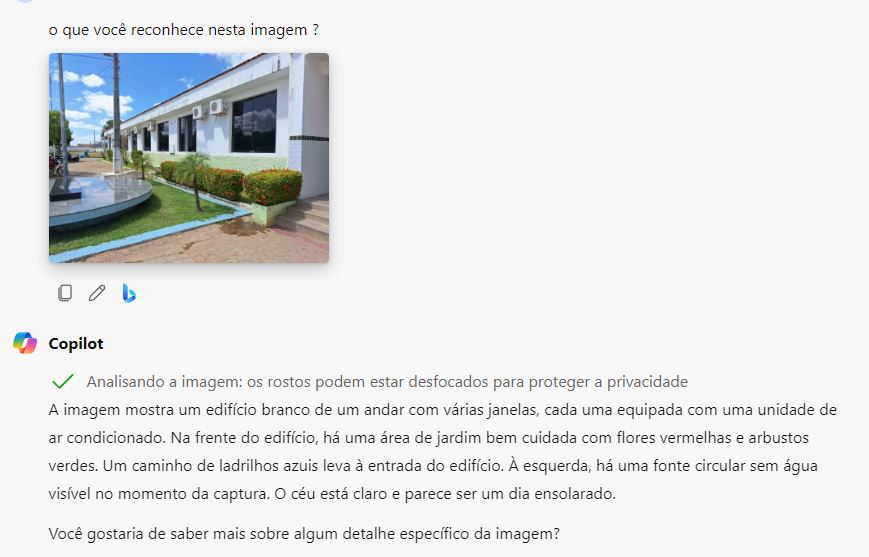 o que você reconhece nesta imagem ?
Copilot
Analisando a imagem: os rostos podem estar desfocados para proteger a privacidade
A imagem mostra um edifício branco de um andar com várias janelas, cada uma equipada com uma unidade de
ar condicionado. Na frente do edifício, há uma área de jardim bem cuidada com flores vermelhas e arbustos
verdes. Um caminho de ladrilhos azuis leva à entrada do edifício. À esquerda, há uma fonte circular sem água
visível no momento da captura. O céu está claro e parece ser um dia ensolarado.
Você gostaria de saber mais sobre algum detalhe específico da imagem?